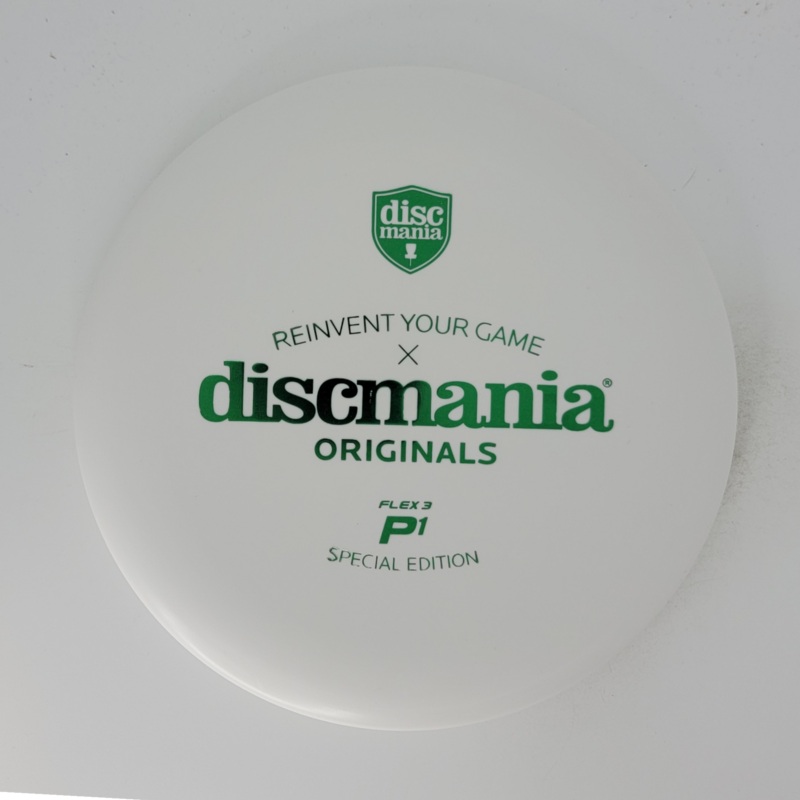 disc
mania
REINVENT YOUR GAME
X
discmania®
ORIGINALS
FLEX 3
P1
SPECIAL EDITION